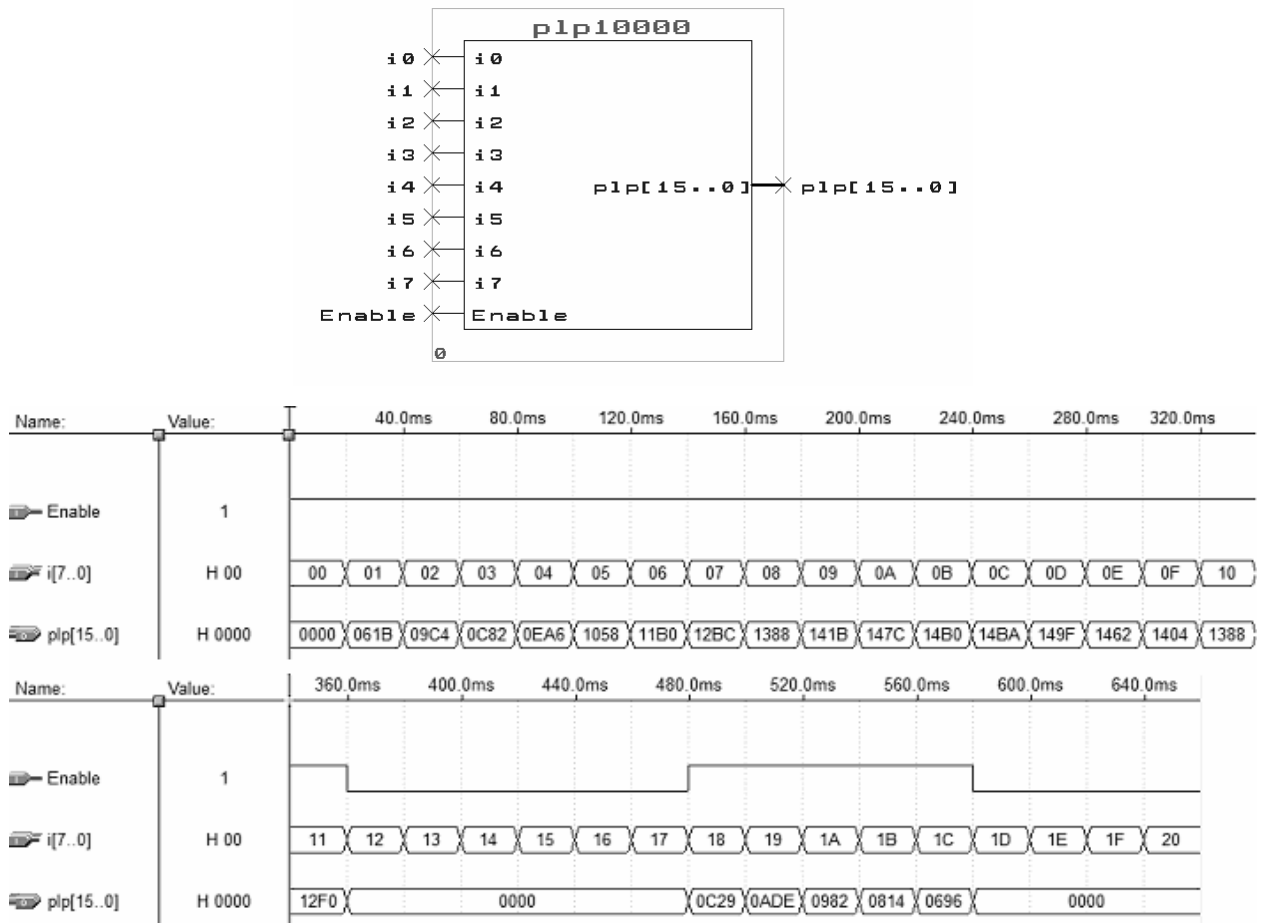 plp10000
i0 i0
i1 i1
i2 i2
i3 i3
i4 i4 plp[15..0] plp[15..0]
i5 i5
i6 i6
i7 i7
Enable Enable
0
Name: Value: 40.0ms 80.0ms 120.0ms 160.0ms 200.0ms 240.0ms 280.0ms 320.0ms
Enable 1
i[7..0] H 00 00 01 02 03 04 05 06 07 08 09 0A 0B 0C 0D 0E 0F 10
plp[15..0] H 0000 0000 061B 09C4 0C82 0EA6 1058 11B0 12BC 1388 141B 147C 14B0 14BA 149F 1462 1404 1388
Name: Value: 360.0ms 400.0ms 440.0ms 480.0ms 520.0ms 560.0ms 600.0ms 640.0ms
Enable 1
i[7..0] H 00 11 12 13 14 15 16 17 18 19 1A 1B 1C 1D 1E 1F 20
plp[15..0] H 0000 12F0 0000 0C29 0ADE 0982 0814 0696 0000